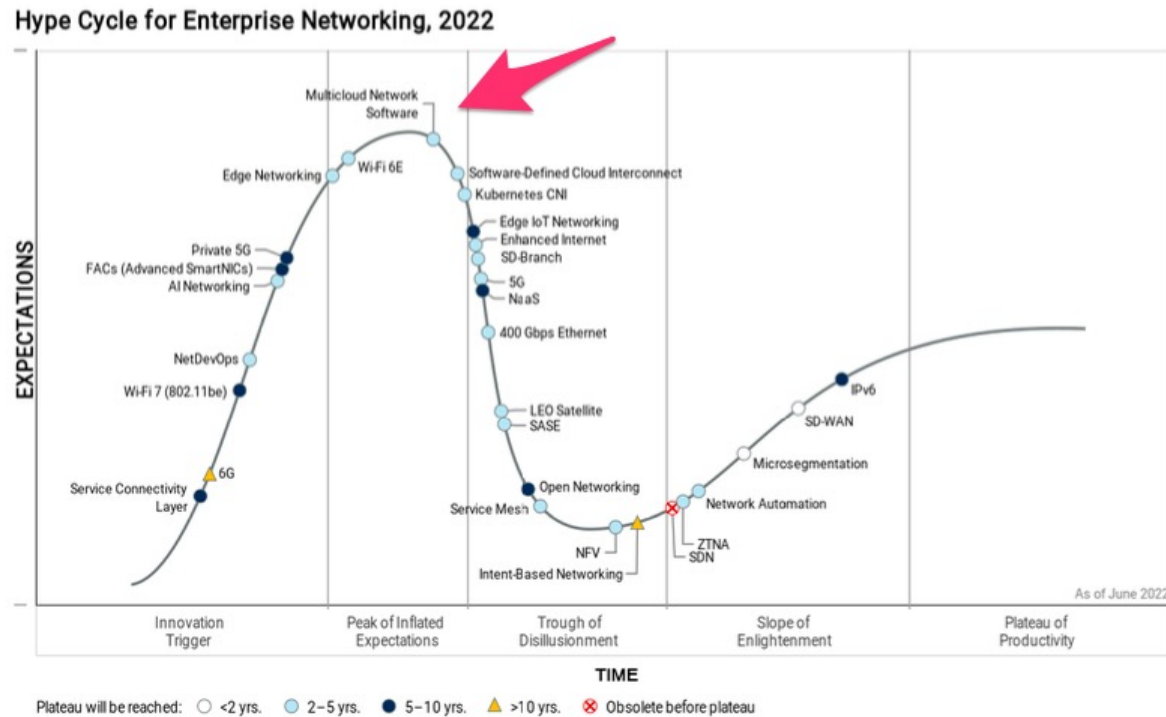 Hype Cycle for Enterprise Networking, 2022
Multicloud Network
Software
Edge Networking
Wi-Fi 6E
Software-Defined Cloud Interconnect
Kubernetes CNI
Edge IoT Networking
Enhanced Internet
SD-Branch
5G
NaaS
Private 5G
FACs (Advanced SmartNICs)
AI Networking
400 Gbps Ethernet
NetDevOps
Wi-Fi 7 (802.11be)
LEO Satellite
SASE
6G
Service Connectivity
Layer
Open Networking
Service Mesh
NFV
Intent-Based Networking
IPv6
SD-WAN
Microsegmentation
Network Automation
ZTNA
SDN
EXPECTATIONS
As of June 2022
Innovation
Trigger
Peak of Inflated
Expectations
Trough of
Disillusionment
Slope of
Enlightenment
Plateau of
Productivity
TIME
Plateau will be reached: <2 yrs. 2–5 yrs. 5–10 yrs. >10 yrs. Obsolete before plateau